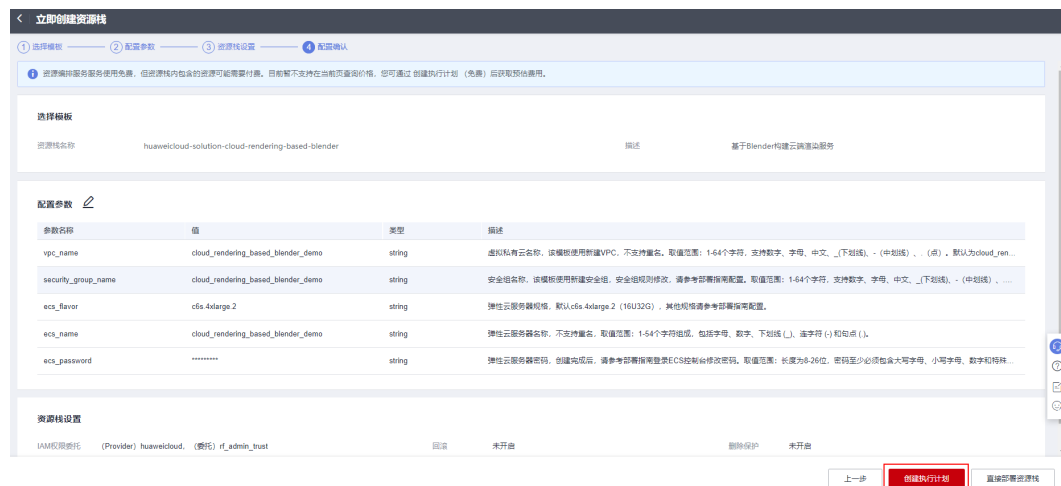 立即创建资源栈
1 选择模板 2 配置参数 3 资源栈设置 4 配置确认
资源编排服务服务使用免费，但资源栈内包含的资源可能需要付费。目前暂不支持在当前页查询价格，您可通过 创建执行计划 （免费）后获取预估费用。
选择模板
资源栈名称 huaweicloud-solution-cloud-rendering-based-blender 描述 基于Blender构建云端渲染服务
配置参数
参数名称 值 类型 描述
vpc_name cloud_rendering_based_blender_demo string 虚拟私有云名称，该模板使用新建VPC，不支持重名。取值范围：1-64个字符，支持数字、字母、中文、_(下划线)、-（中划线）、.（点）。默认为cloud_ren...
security_group_name cloud_rendering_based_blender_demo string 安全组名称，该模板使用新建安全组，安全组规则修改，请参考部署指南配置。取值范围：1-64个字符，支持数字、字母、中文、_(下划线)、-（中划线）、...
ecs_flavor c6s.4xlarge.2 string 弹性云服务器规格，默认c6s.4xlarge.2（16U32G），其他规格请参考部署指南配置。
ecs_name cloud_rendering_based_blender_demo string 弹性云服务器名称，不支持重名，取值范围：1-54个字符组成，包括字母、数字、下划线 (_)、连字符 (-) 和句点 (.)。
ecs_password ********* string 弹性云服务器密码，创建完成后，请参考部署指南登录ECS控制台修改密码。取值范围：长度为8-26位，密码至少必须包含大写字母、小写字母、数字和特殊...
资源栈设置
IAM权限委托 (Provider) huaweicloud, (委托) rf_admin_trust 回滚 未开启 删除保护 未开启
上一步 创建执行计划 直接部署资源栈